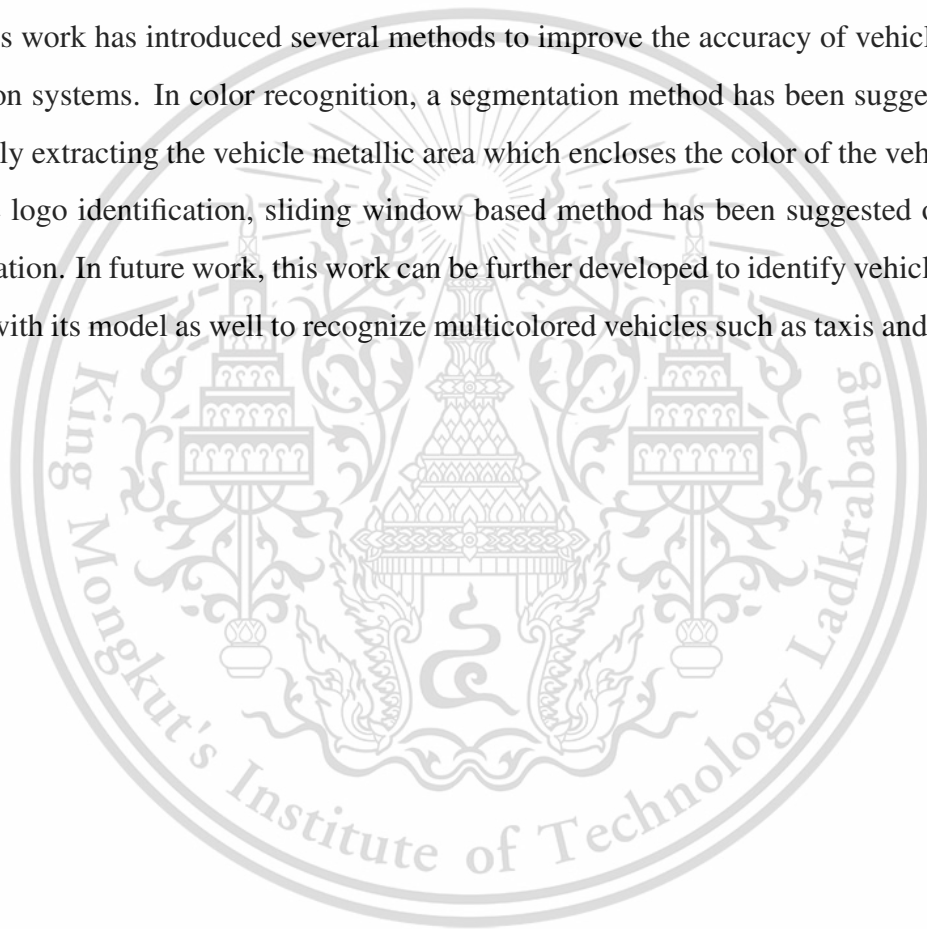 s work has introduced several methods to improve the accuracy of vehicl
on systems. In color recognition, a segmentation method has been sugge
ly extracting the vehicle metallic area which encloses the color of the veh
logo identification, sliding window based method has been suggested
ation. In future work, this work can be further developed to identify vehicl
with its model as well to recognize multicolored vehicles such as taxis and
King Mongkut's Institute of Technology Ladkrabang